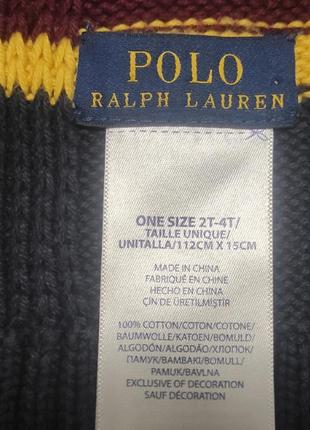 POLO
RALPH LAUREN
ONE SIZE 2T-4T/
TAILLE UNIQUE/
UNITALLA/112CM X 15CM
MADE IN CHINA
FABRIQUÉ EN CHINE
HECHO EN CHINA
ÇİN DE ÜRETİLMİŞTİR
100% COTTON/COTON/COTONE/
BAUMWOLLE/KATOEN/BOMULD/
ALGODÓN/ALGODÃO/ХЛОПОК/
ПАМУК/BAMBAKI/BOMULL/
PAMUK/BAVLNA
EXCLUSIVE OF DECORATION
SAUF DÉCORATION